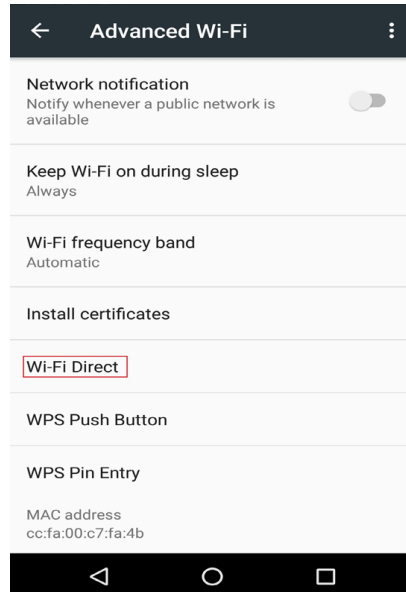 Advanced Wi-Fi
Network notification
Notify whenever a public network is
available
Keep Wi-Fi on during sleep
Always
Wi-Fi frequency band
Automatic
Install certificates
Wi-Fi Direct
WPS Push Button
WPS Pin Entry
MAC address
cc:fa:00:c7:fa:4b